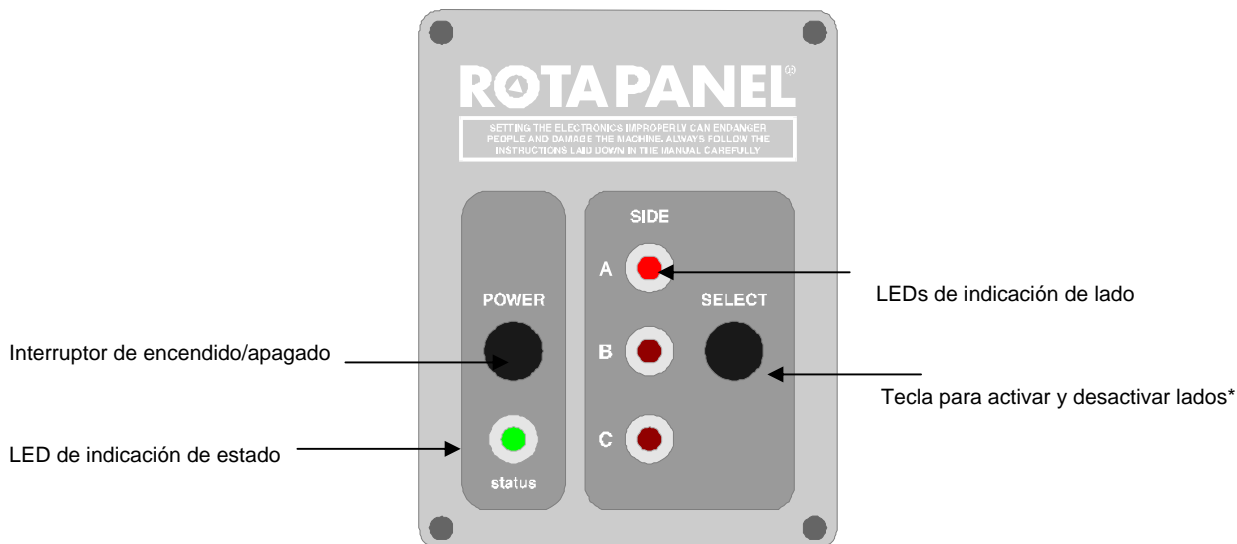 ROTAPANEL®
SETTING THE ELECTRONICS IMPROPERLY CAN ENDANGER
PEOPLE AND DAMAGE THE MACHINE. ALWAYS FOLLOW THE
INSTRUCTIONS LAID DOWN IN THE MANUAL CAREFULLY
SIDE
A
LEDs de indicación de lado
POWER
SELECT
Interruptor de encendido/apagado
B
Tecla para activar y desactivar lados*
C
LED de indicación de estado
status